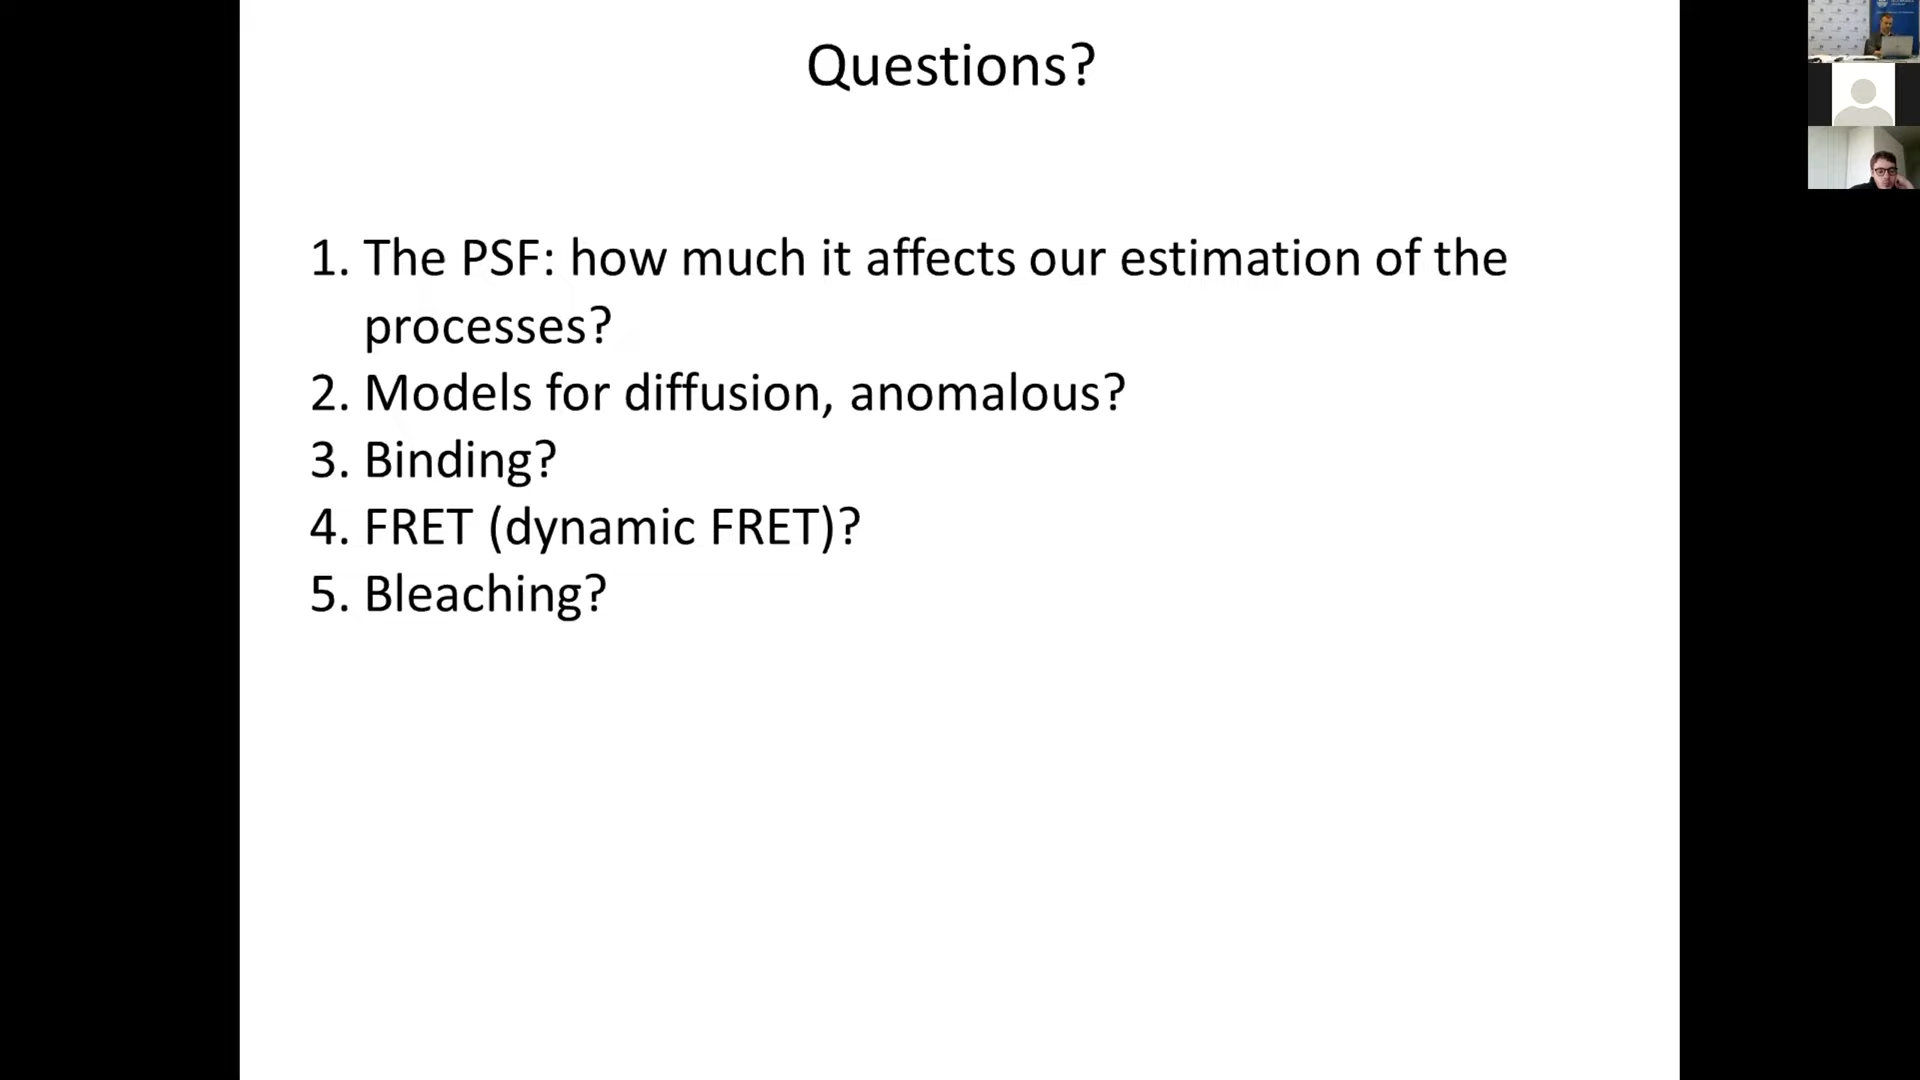 Questions?
1. The PSF: how much it affects our estimation of the
processes?
2. Models for diffusion, anomalous?
3. Binding?
4. FRET (dynamic FRET)?
5. Bleaching?